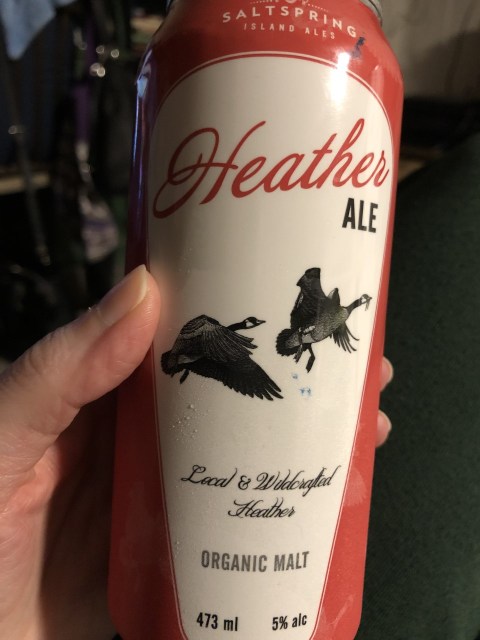 SALTSPRING
ISLAND ALES
Heather
ALE
Local & Wildcrafted
Heather
ORGANIC MALT
473 ml 5% alc